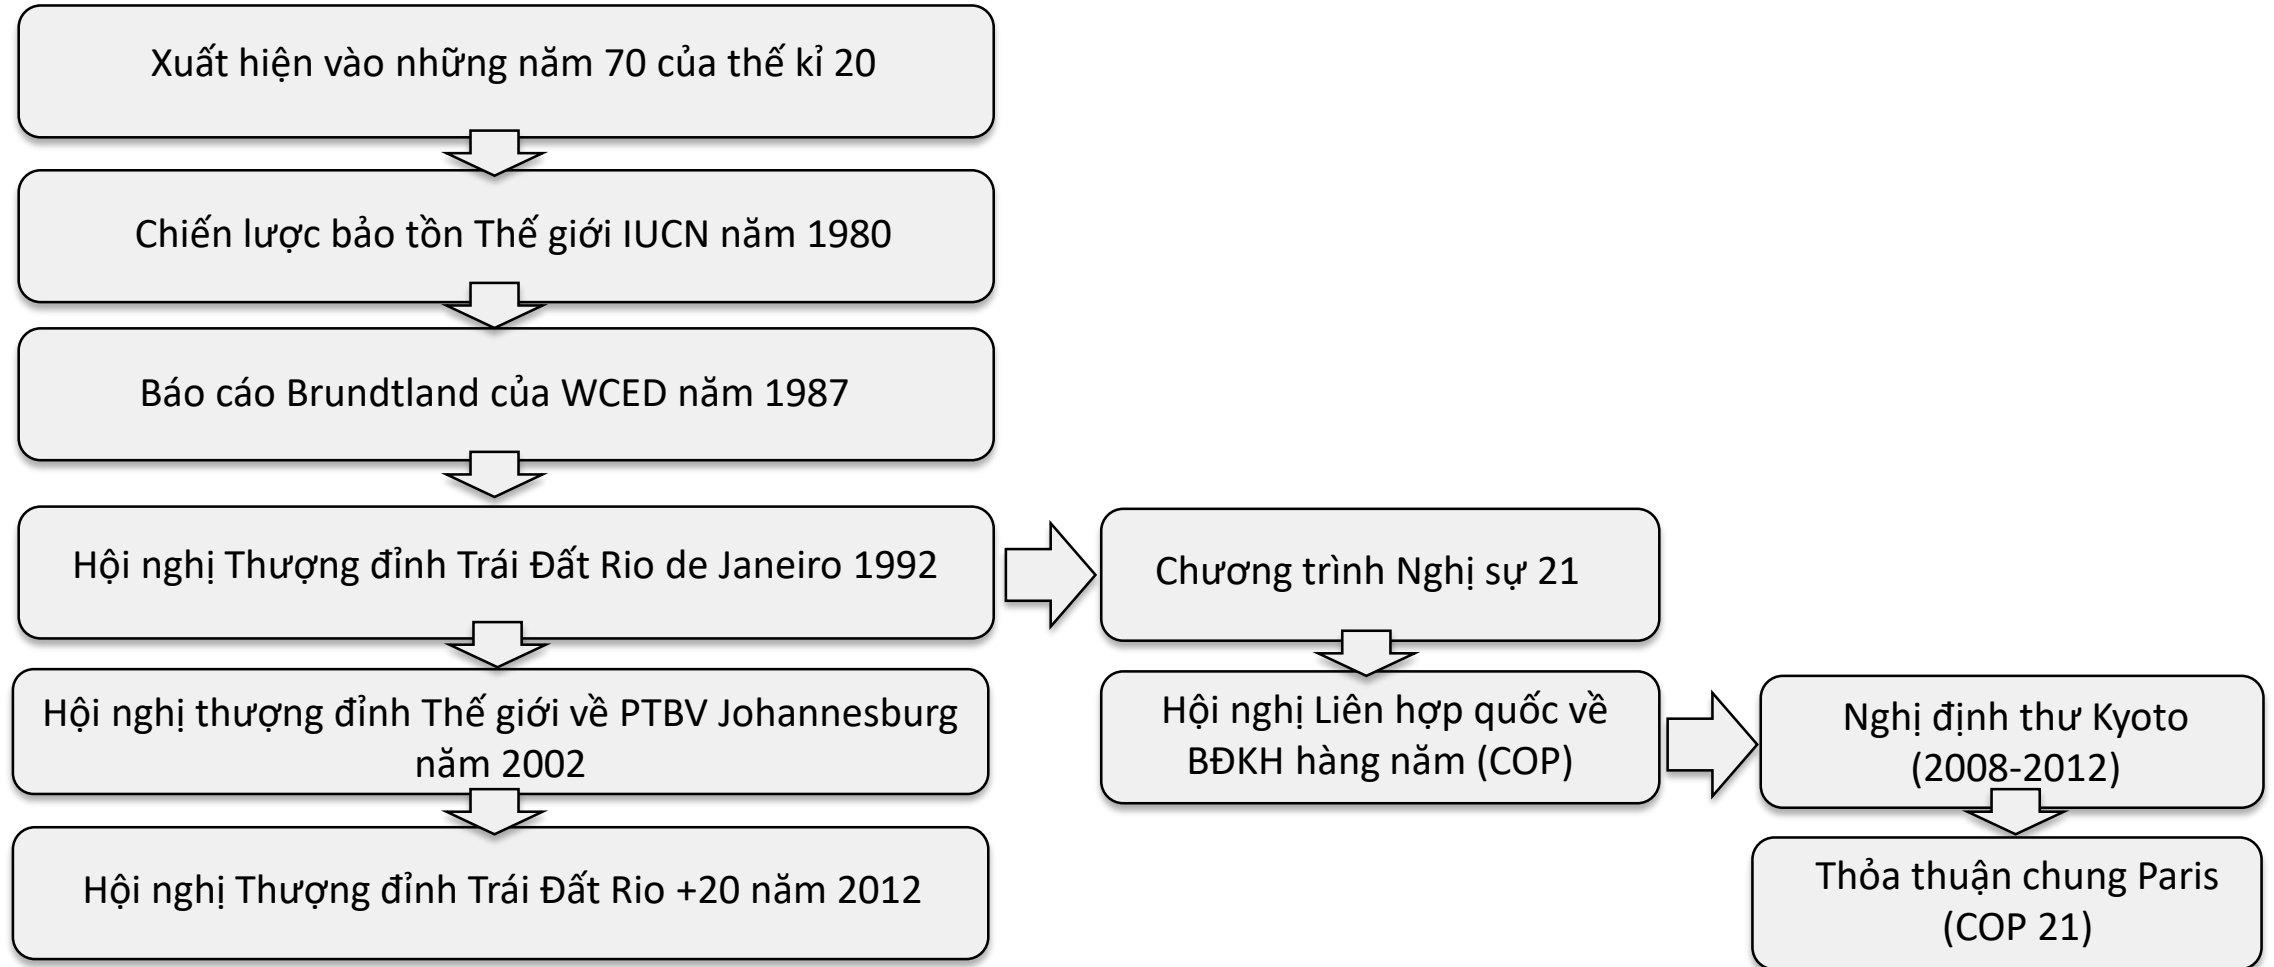 Xuất hiện vào những năm 70 của thế kỉ 20
Chiến lược bảo tồn Thế giới IUCN năm 1980
Báo cáo Brundtland của WCED năm 1987
Hội nghị Thượng đỉnh Trái Đất Rio de Janeiro 1992
Chương trình Nghị sự 21
Hội nghị thượng đỉnh Thế giới về PTBV Johannesburg
năm 2002
Hội nghị Liên hợp quốc về
BĐKH hàng năm (COP)
Nghị định thư Kyoto
(2008-2012)
Hội nghị Thượng đỉnh Trái Đất Rio +20 năm 2012
Thỏa thuận chung Paris
(COP 21)